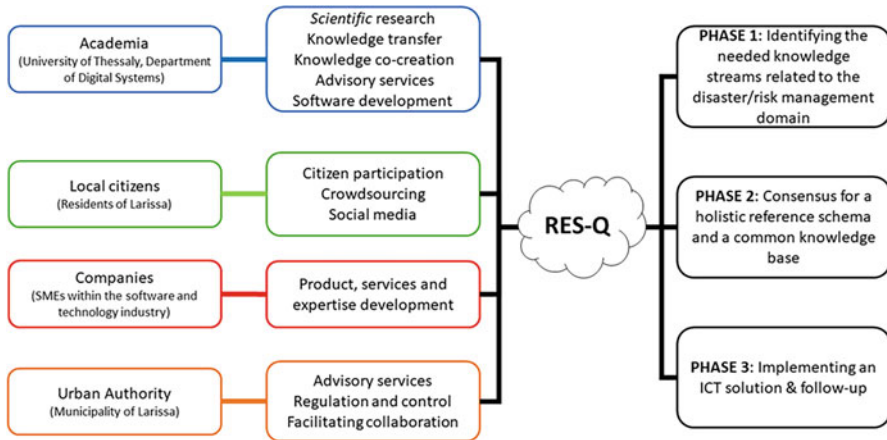 Academia
(University of Thessaly, Department
of Digital Systems)
Scientific research
Knowledge transfer
Knowledge co-creation
Advisory services
Software development
Local citizens
(Residents of Larissa)
Citizen participation
Crowdsourcing
Social media
Companies
(SMEs within the software and
technology industry)
Product, services and
expertise development
Urban Authority
(Municipality of Larissa)
Advisory services
Regulation and control
Facilitating collaboration
RES-Q
PHASE 1: Identifying the
needed knowledge
streams related to the
disaster/risk management
domain
PHASE 2: Consensus for a
holistic reference schema
and a common knowledge
base
PHASE 3: Implementing an
ICT solution & follow-up